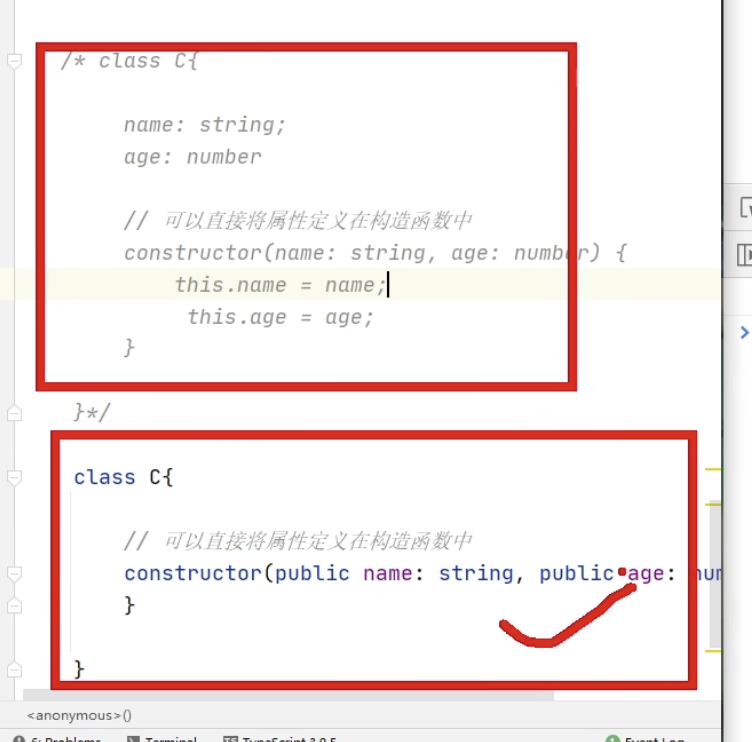 /* class C{
name: string;
age: number
// 可以直接将属性定义在构造函数中
constructor(name: string, age: number) {
this.name = name;
this.age = age;
}
}*/
class C{
// 可以直接将属性定义在构造函数中
constructor(public name: string, public age: num
}
}
<anonymous>()
6: Problems Terminal TypeScript 3.9.5 Event Log